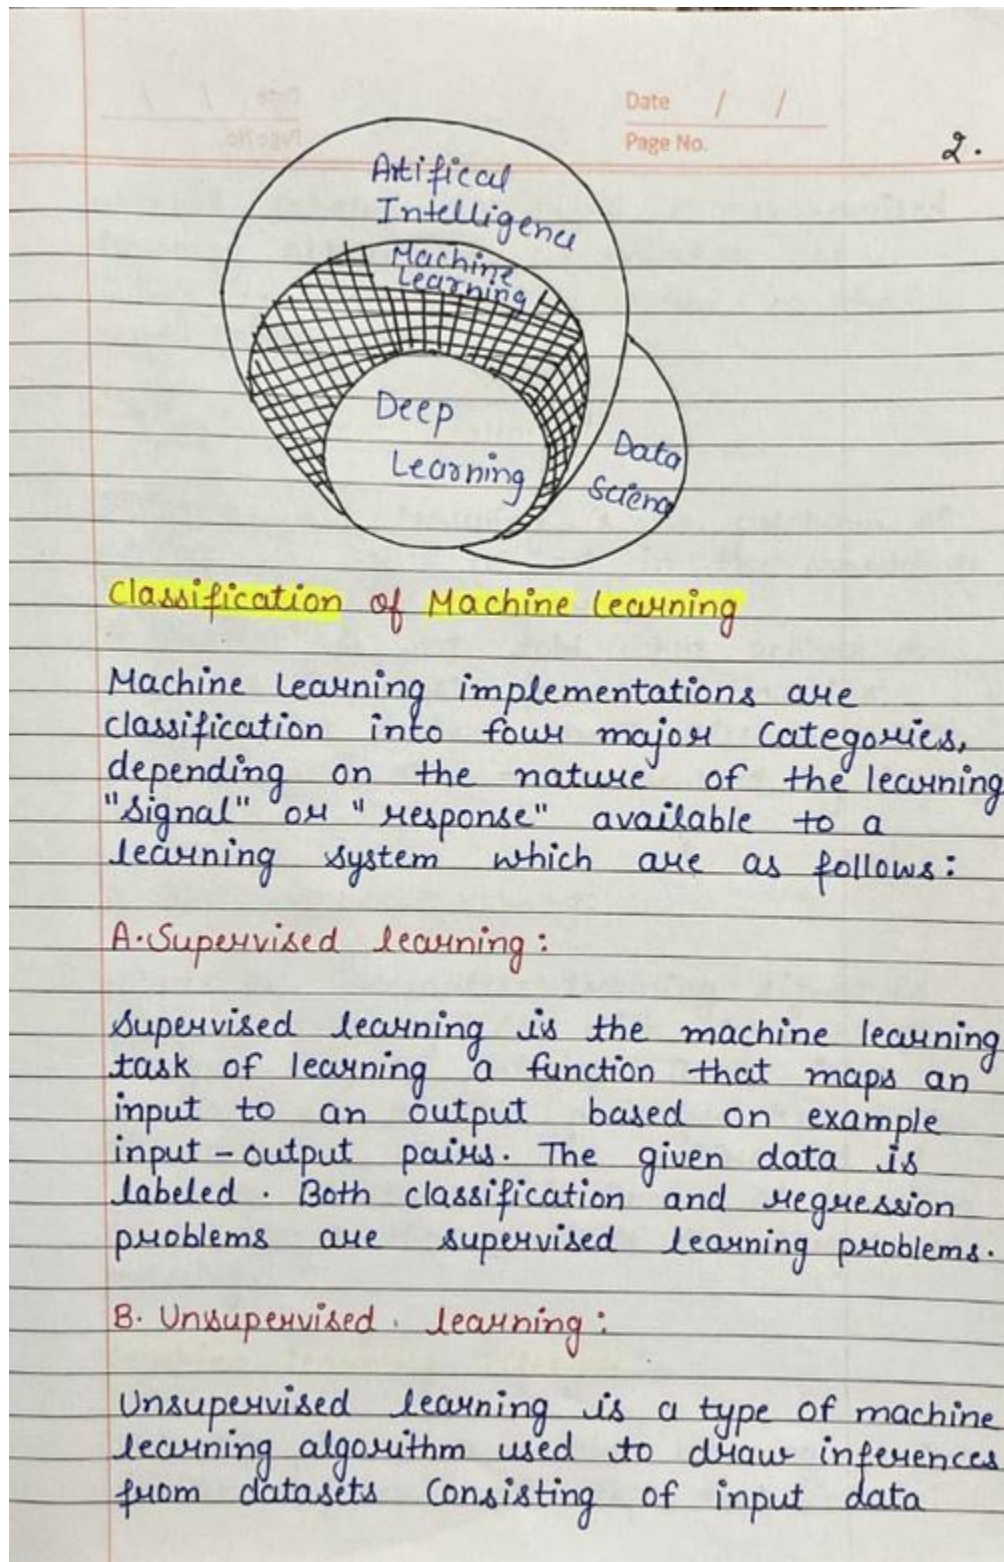 Date / /
Page No.
2.
Artifical
Intelligence
Machine
Learning
Deep
Learning
Data
Scienc
Classification of Machine Learning
Machine learning implementations are
classification into four major Categories,
depending on the nature of the learning
"signal" or "response" available to a
learning system which are as follows:
A. Supervised learning:
Supervised learning is the machine learning
task of learning a function that maps an
input to an output based on example
input-output pairs. The given data is
labeled. Both classification and regression
problems are supervised learning problems.
B. Unsupervised learning:
Unsupervised learning is a type of machine
learning algorithm used to draw inferences
from datasets Consisting of input data